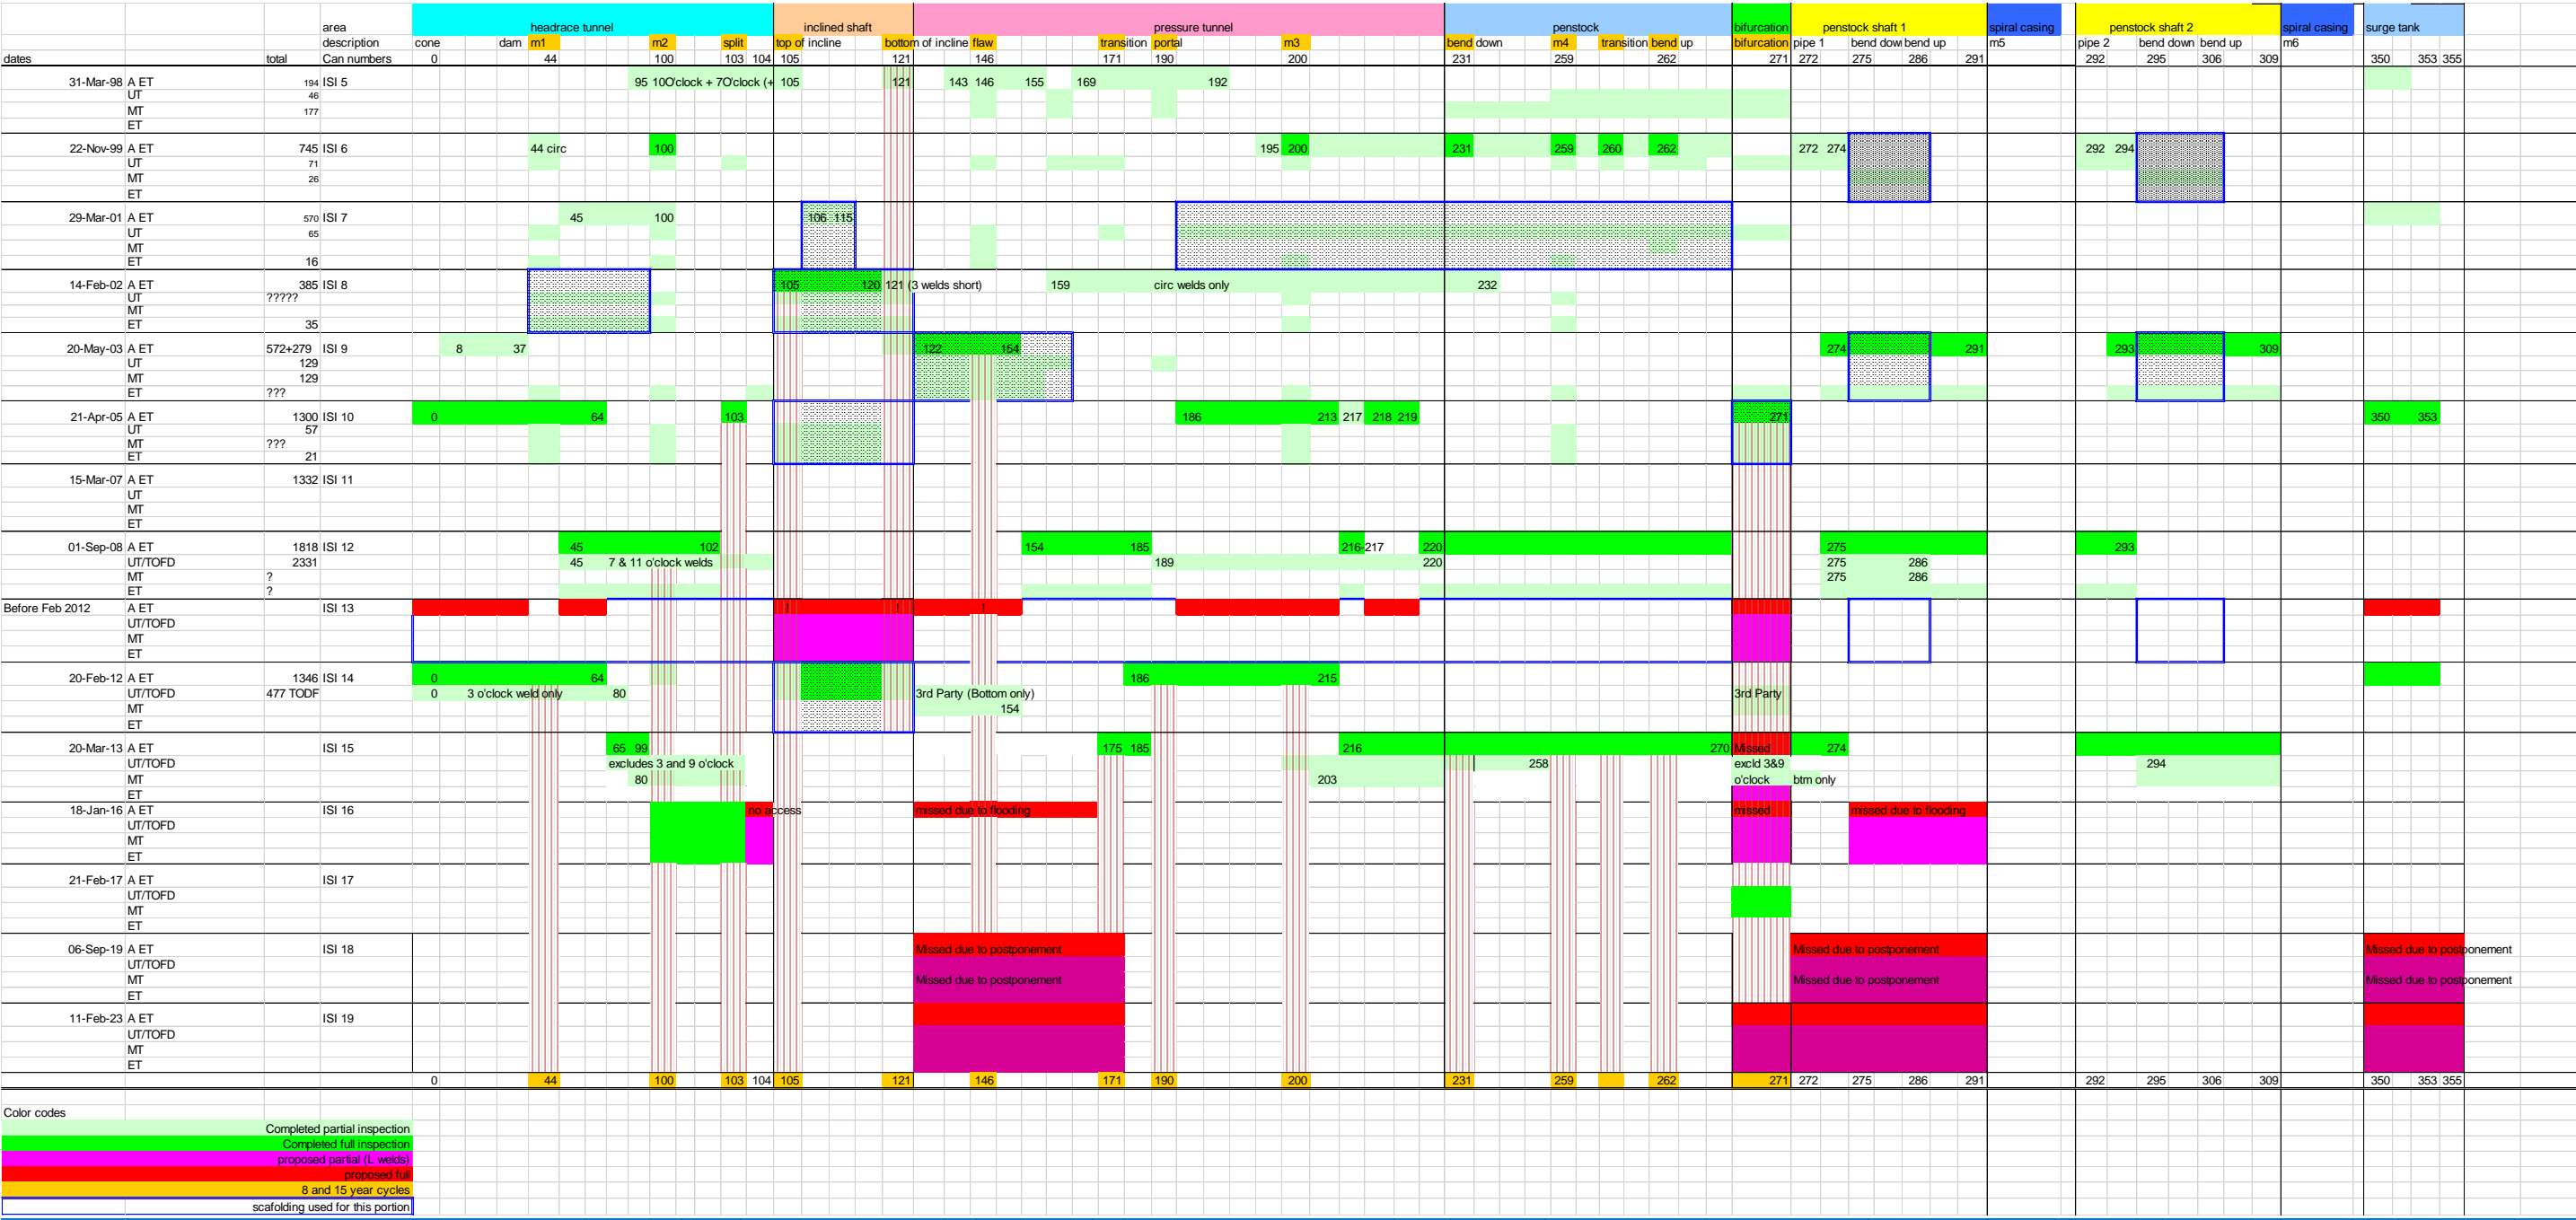 area headrace tunnel inclined shaft pressure tunnel penstock bifurcation penstock shaft 1 spiral casing penstock shaft 2 spiral casing surge tank
description cone dam m1 m2 split top of incline bottom of incline flaw transition portal m3 bend down m4 transition bend up bifurcation pipe 1 bend down bend up m5 pipe 2 bend down bend up m6
dates total Can numbers 0 44 100 103 104 105 121 146 171 190 200 231 259 262 271 272 275 286 291 292 295 306 309 350 353 355
31-Mar-98 A ET 194 ISI 5 95 10O'clock + 7O'clock (+ 105 121 143 146 155 169 192
UT 46
MT 177
ET
22-Nov-99 A ET 745 ISI 6 44 circ 100 195 200 231 259 260 262 272 274 292 294
UT 71
MT 26
ET
29-Mar-01 A ET 570 ISI 7 45 100 106 115
UT 65
MT
ET 16
14-Feb-02 A ET 385 ISI 8 105 120 121 (3 welds short) 159 circ welds only 232
UT ?????
MT
ET 35
20-May-03 A ET 572+279 ISI 9 8 37 122 154 274 291 293 309
UT 129
MT 129
ET ???
21-Apr-05 A ET 1300 ISI 10 0 64 103 186 213 217 218 219 271 350 353
UT 57
MT ???
ET 21
15-Mar-07 A ET 1332 ISI 11
UT
MT
ET
01-Sep-08 A ET 1818 ISI 12 45 102 154 185 216-217 220 275 293
UT/TOFD 2331 45 7 & 11 o'clock welds 189 220 275 286
MT ? 275 286
ET ?
Before Feb 2012 A ET ISI 13 ! ! !
UT/TOFD
MT
ET
20-Feb-12 A ET 1346 ISI 14 0 64 186 215
UT/TOFD 477 TODF 0 3 o'clock weld only 80 3rd Party (Bottom only) 3rd Party
MT 154
ET
20-Mar-13 A ET ISI 15 65 99 175 185 216 270 Missed 274
UT/TOFD excludes 3 and 9 o'clock 258 excld 3&9 294
MT 80 203 o'clock btm only
ET
18-Jan-16 A ET ISI 16 no access missed due to flooding missed missed due to flooding
UT/TOFD
MT
ET
21-Feb-17 A ET ISI 17
UT/TOFD
MT
ET
06-Sep-19 A ET ISI 18 Missed due to postponement Missed due to postponement Missed due to postponement
UT/TOFD
MT Missed due to postponement Missed due to postponement Missed due to postponement
ET
11-Feb-23 A ET ISI 19
UT/TOFD
MT
ET
0 44 100 103 104 105 121 146 171 190 200 231 259 262 271 272 275 286 291 292 295 306 309 350 353 355
Color codes
Completed partial inspection
Completed full inspection
proposed partial (L welds)
proposed full
8 and 15 year cycles
scafolding used for this portion